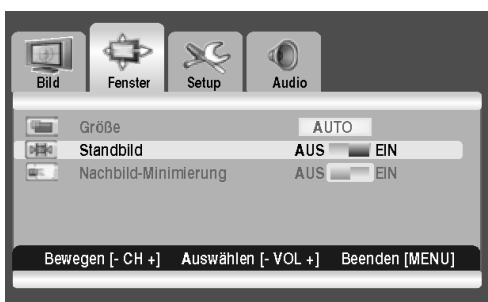 Bild Fenster Setup Audio
Größe AUTO
Standbild AUS EIN
Nachbild-Minimierung AUS EIN
Bewegen [- CH +] Auswählen [- VOL +] Beenden [MENU]